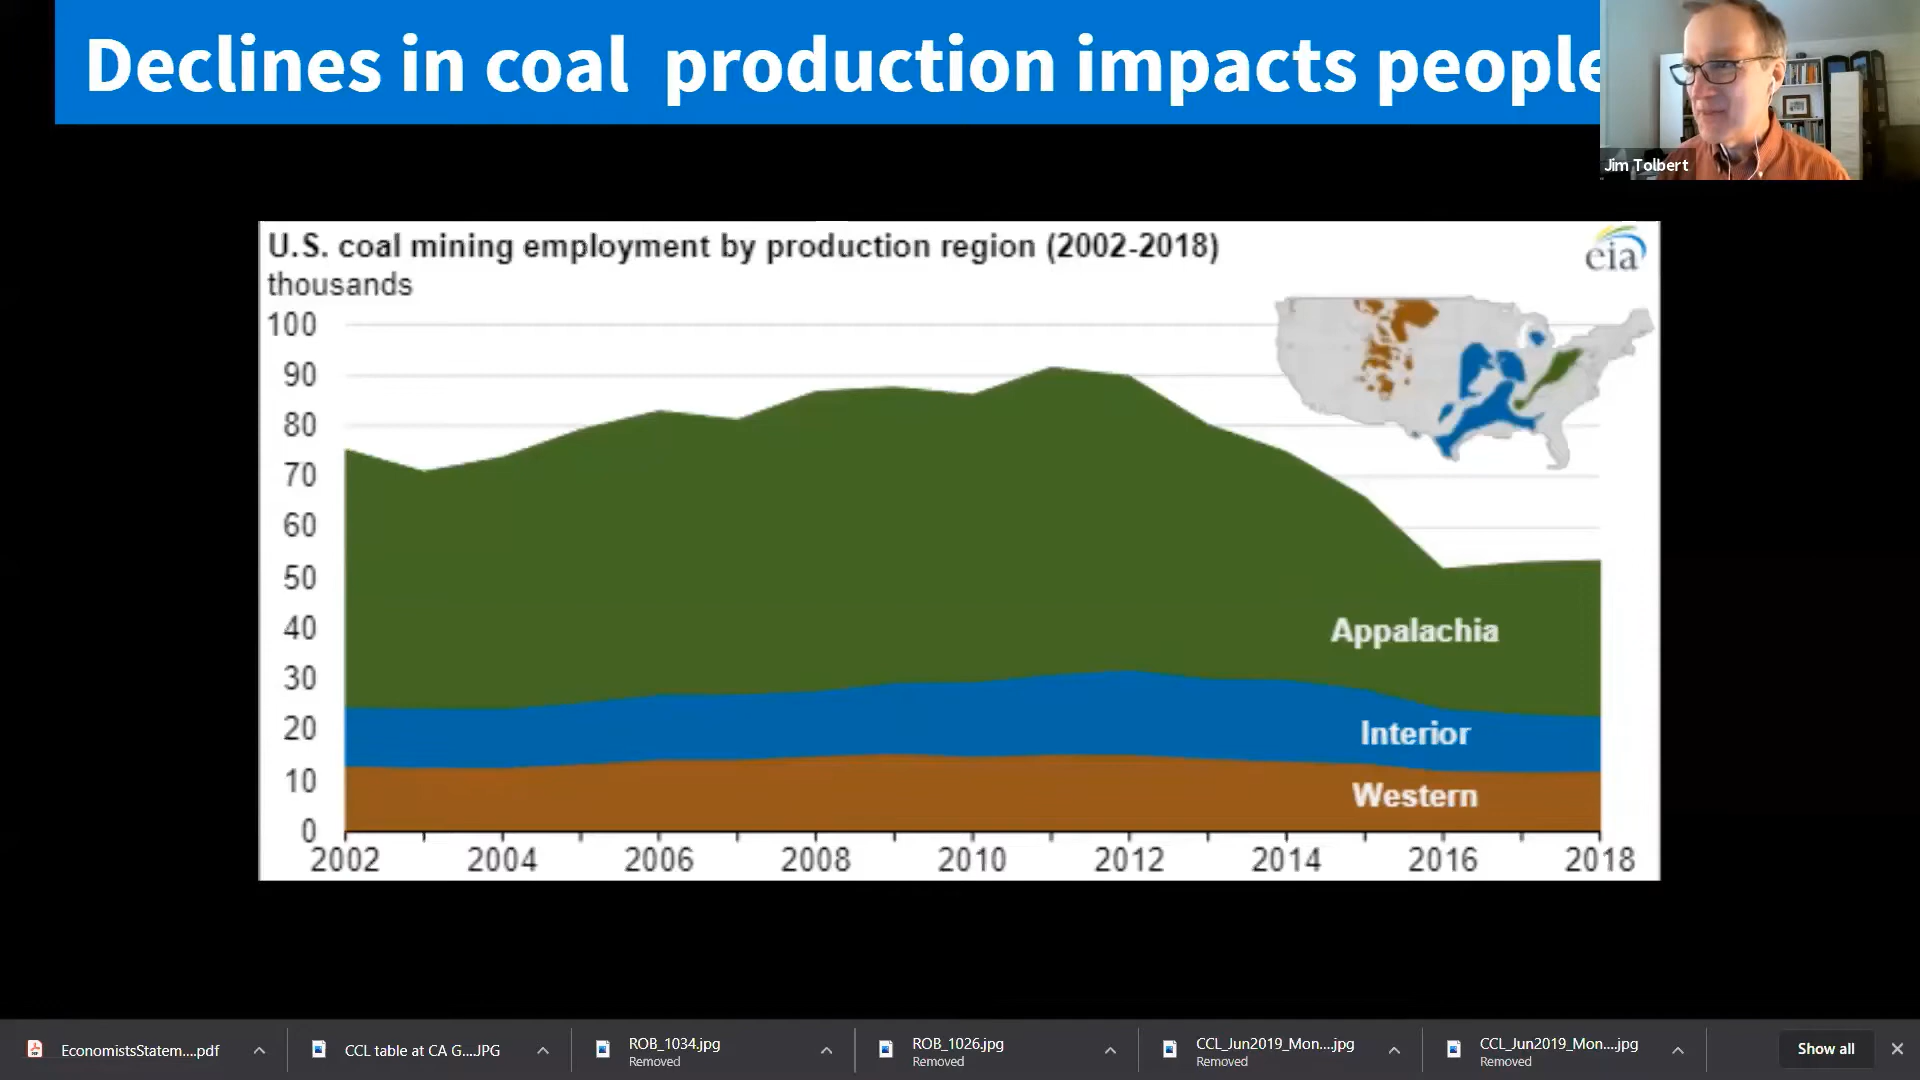 Declines in coal production impacts people
Jim Tolbert
U.S. coal mining employment by production region (2002-2018)
thousands
eia
100
90
80
70
60
50
40
30
20
10
0
Appalachia
Interior
Western
2002 2004 2006 2008 2010 2012 2014 2016 2018
EconomistsStatem....pdf
CCL table at CA G...JPG
ROB_1034.jpg
Removed
ROB_1026.jpg
Removed
CCL_Jun2019_Mon....jpg
Removed
CCL_Jun2019_Mon....jpg
Removed
Show all